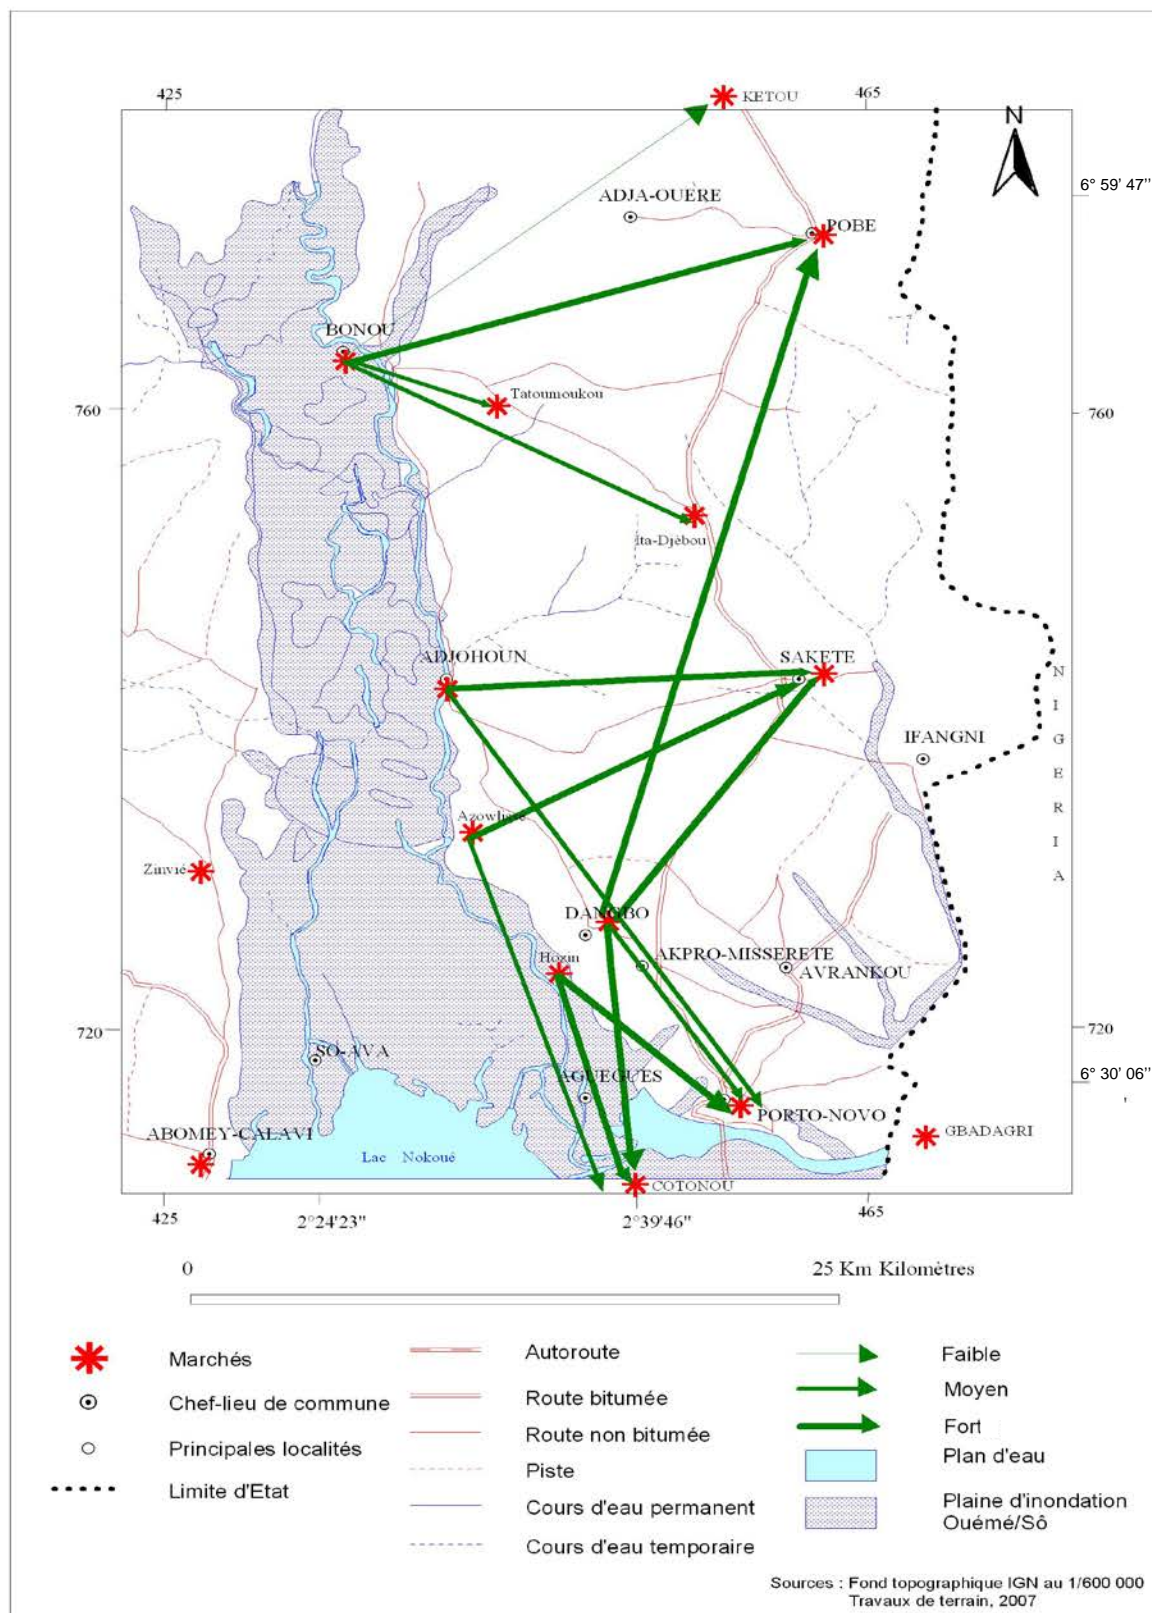 425
465
KETOU
N
6° 59' 47"
ADJA-OUERE
POBE
BONOU
Tatoumoukou
760
760
Ita-Djèbou
ADJOHOUN
SAKETE
NIGERIA
IFANGNI
Zinvié
DANGBO
Hozin
AKPRO-MISSERETE
AVRANKOU
720
720
SO-AVA
AGUEGUES
6° 30' 06"
PORTO-NOVO
GBADAGRI
ABOMEY-CALAVI
Lac Nokoué
COTONOU
425
2°24'23"
2°39'46"
465
0
25 Km Kilomètres
Marchés
Chef-lieu de commune
Principales localités
Limite d'Etat
Autoroute
Route bitumée
Route non bitumée
Piste
Cours d'eau permanent
Cours d'eau temporaire
Faible
Moyen
Fort
Plan d'eau
Plaine d'inondation
Ouémé/Sô
Sources : Fond topographique IGN au 1/600 000
Travaux de terrain, 2007